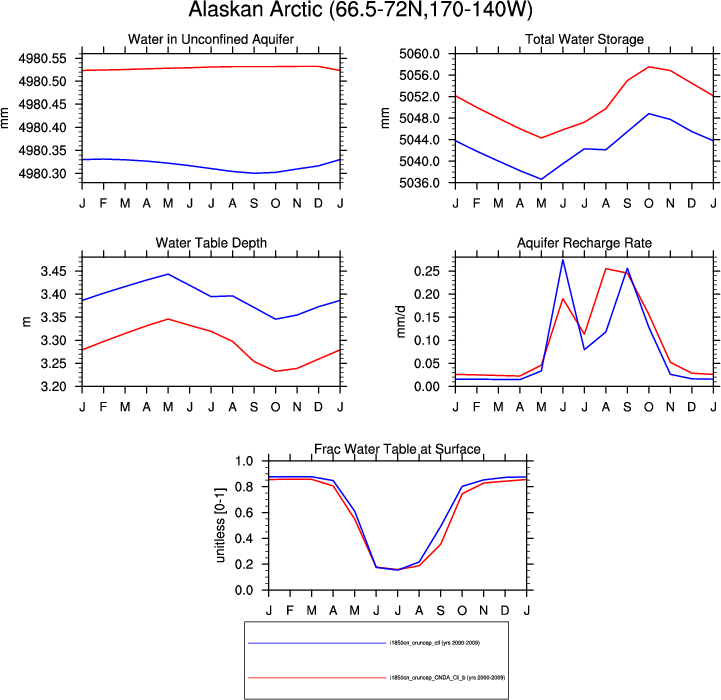 Alaskan Arctic (66.5-72N,170-140W)
Water in Unconfined Aquifer
4980.55
4980.50
4980.45
4980.40
4980.35
4980.30
mm
J F M A M J J A S O N D J
Total Water Storage
5060.0
5056.0
5052.0
5048.0
5044.0
5040.0
5036.0
mm
J F M A M J J A S O N D J
Water Table Depth
3.45
3.40
3.35
3.30
3.25
3.20
m
J F M A M J J A S O N D J
Aquifer Recharge Rate
0.25
0.20
0.15
0.10
0.05
0.00
mm/d
J F M A M J J A S O N D J
Frac Water Table at Surface
1.0
0.8
0.6
0.4
0.2
0.0
unitless [0-1]
J F M A M J J A S O N D J
i1850cn_cruncep_ctl (yrs 2000-2009)
i1850cn_cruncep_CNDA_Cli_b (yrs 2000-2009)